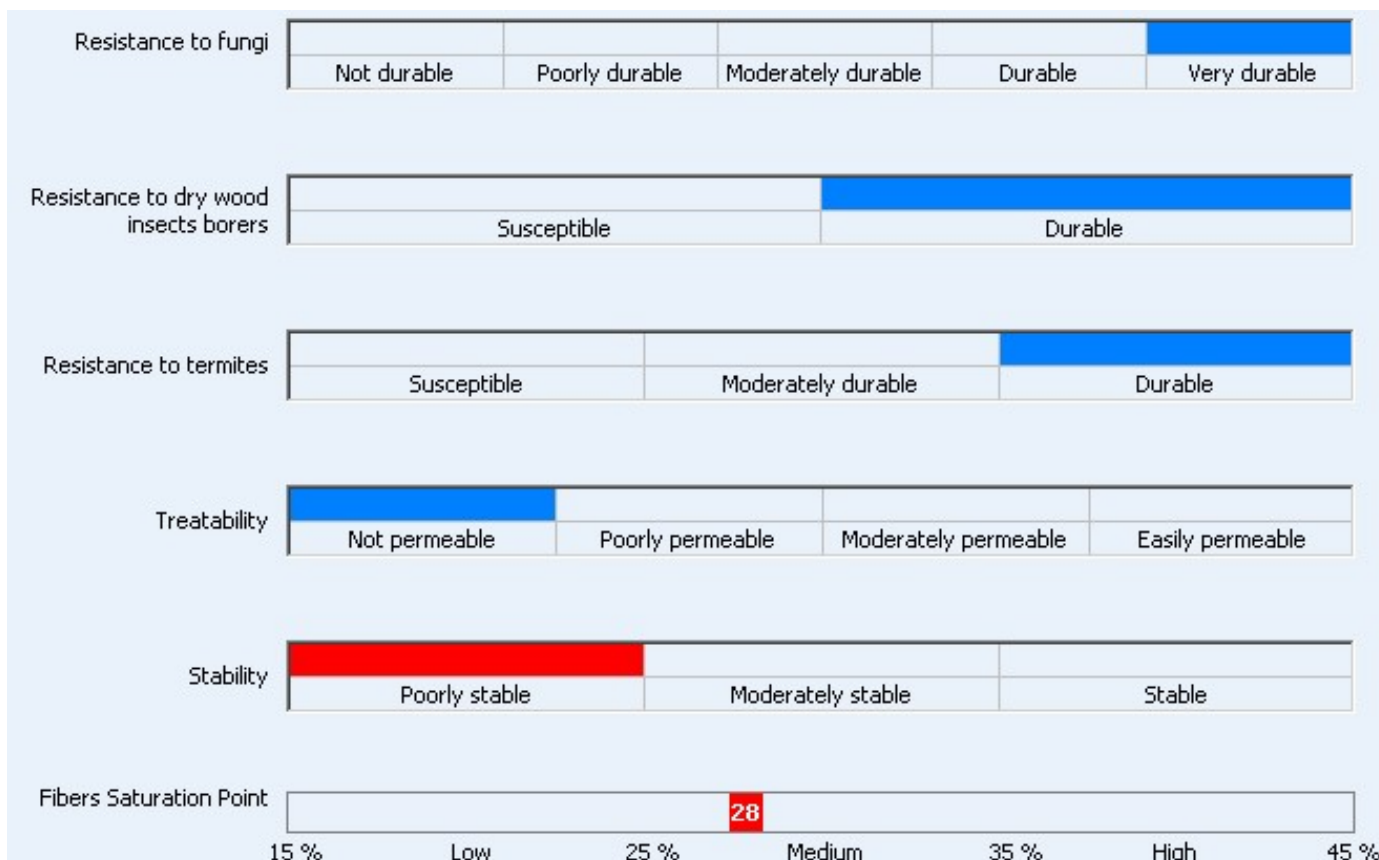 Resistance to fungi
Not durable Poorly durable Moderately durable Durable Very durable
Resistance to dry wood
insects borers
Susceptible Durable
Resistance to termites
Susceptible Moderately durable Durable
Treatability
Not permeable Poorly permeable Moderately permeable Easily permeable
Stability
Poorly stable Moderately stable Stable
Fibers Saturation Point
28
15 % Low 25 % Medium 35 % High 45 %